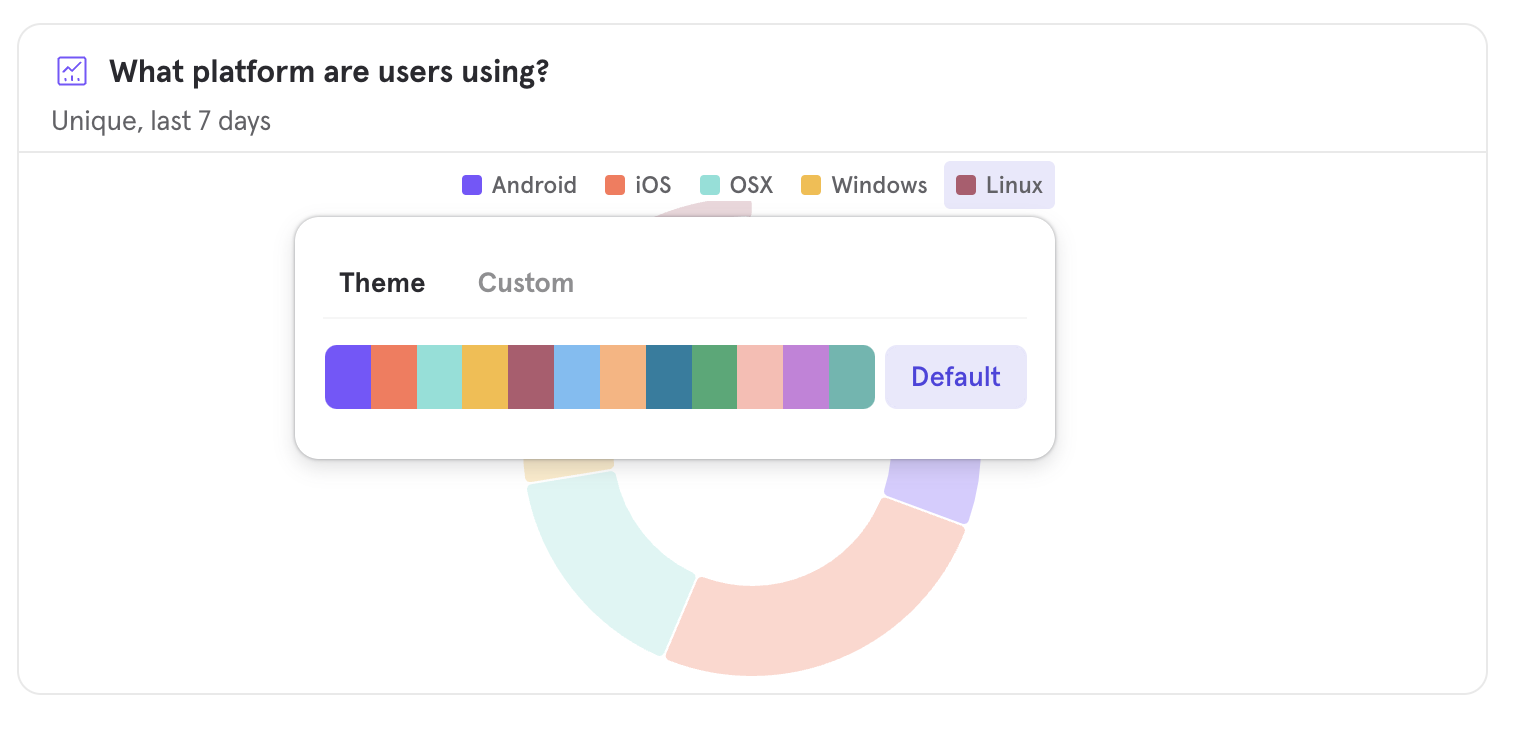 What platform are users using?
Unique, last 7 days
Android iOS OSX Windows Linux
Theme Custom
Default